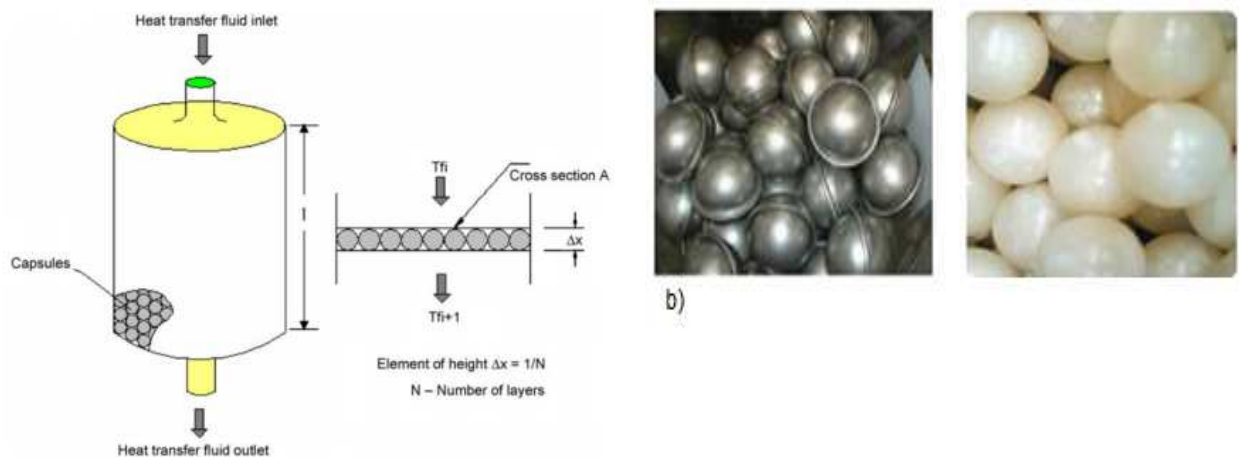 Heat transfer fluid inlet
l
Capsules
Heat transfer fluid outlet
Tfi
Cross section A
Δx
Tfi+1
Element of height Δx = 1/N
N – Number of layers
b)